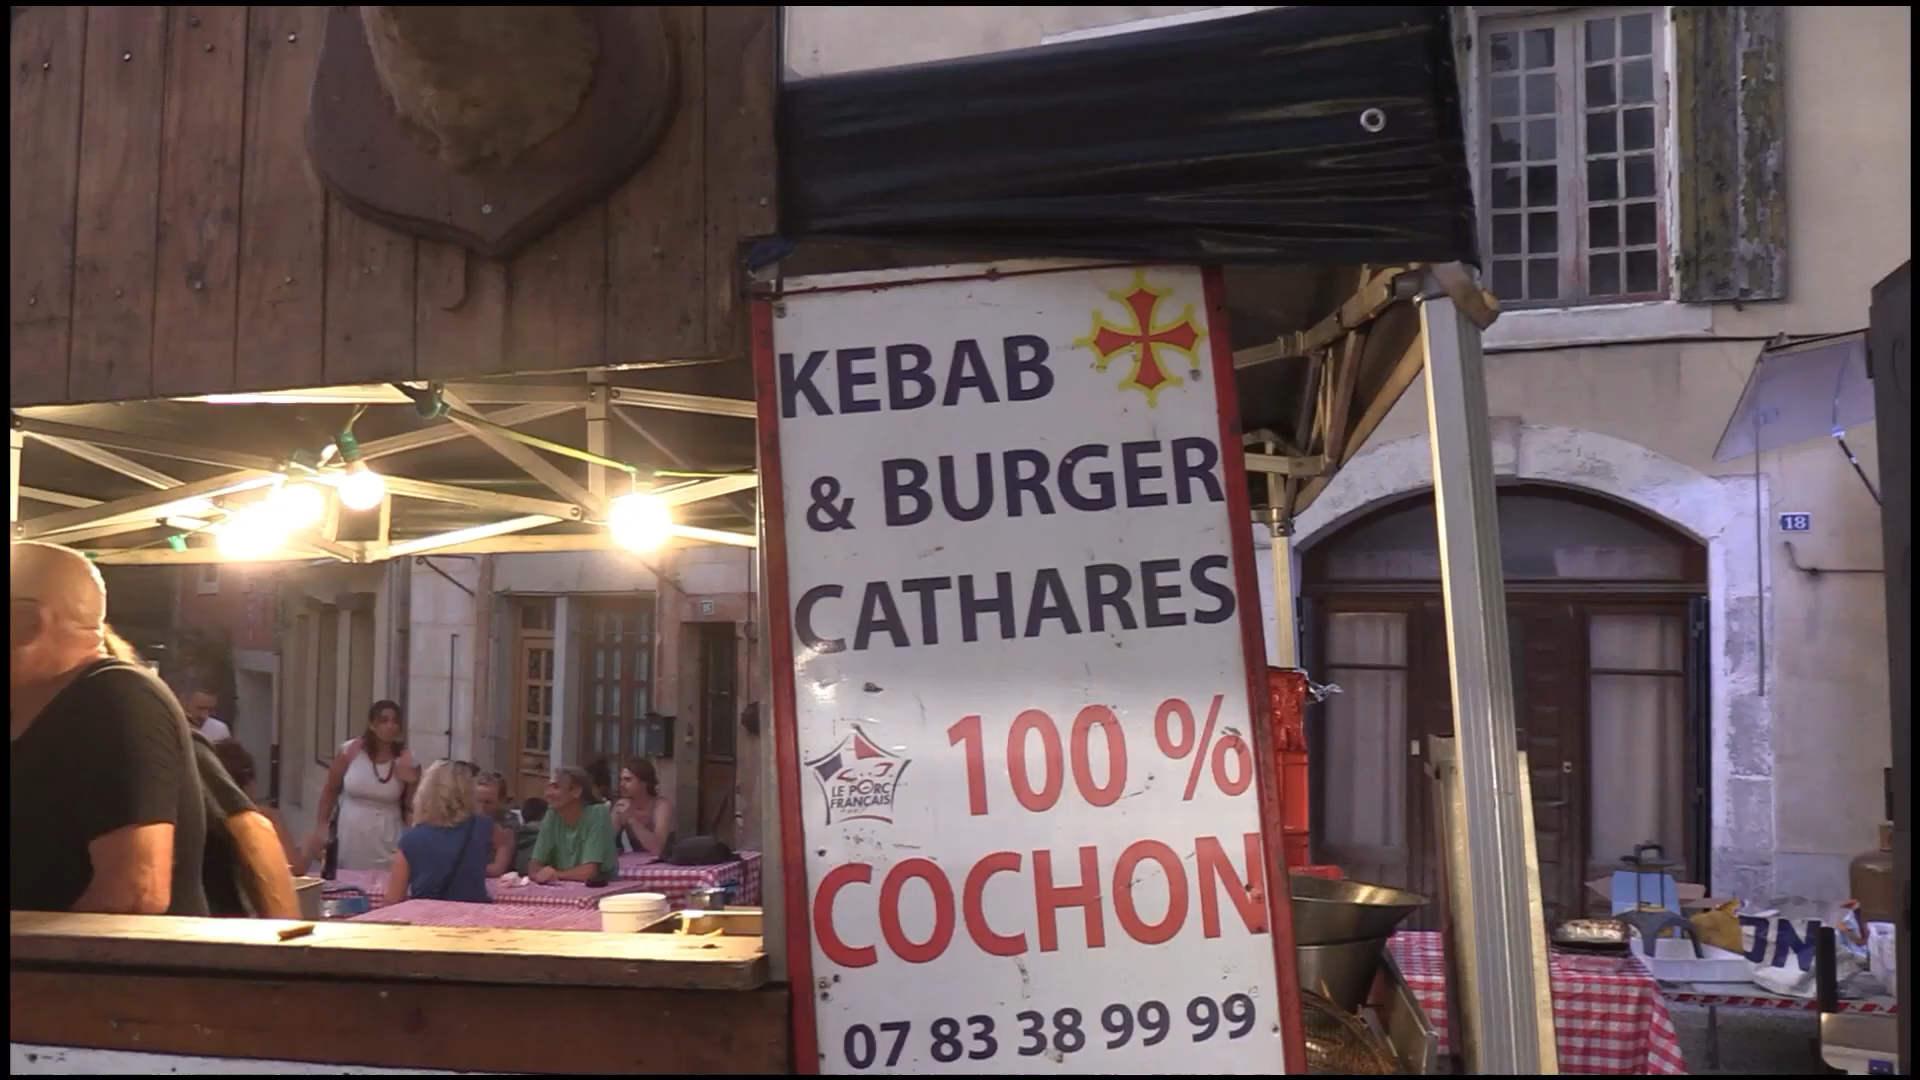 KEBAB
& BURGER
CATHARES
100 %
LE PORC
FRANÇAIS
COCHON
07 83 38 99 99
18